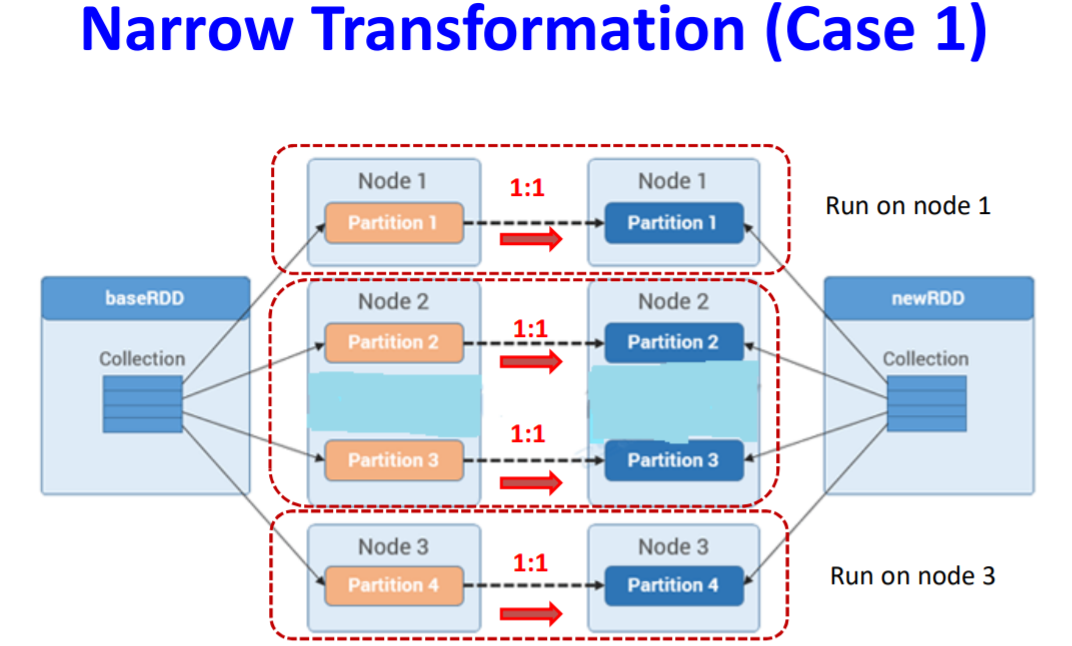 Narrow Transformation (Case 1)
Node 1
1:1
Node 1
Partition 1
Partition 1
Run on node 1
baseRDD
Node 2
Node 2
newRDD
1:1
Partition 2
Partition 2
Collection
Collection
1:1
Partition 3
Partition 3
Node 3
1:1
Node 3
Partition 4
Partition 4
Run on node 3